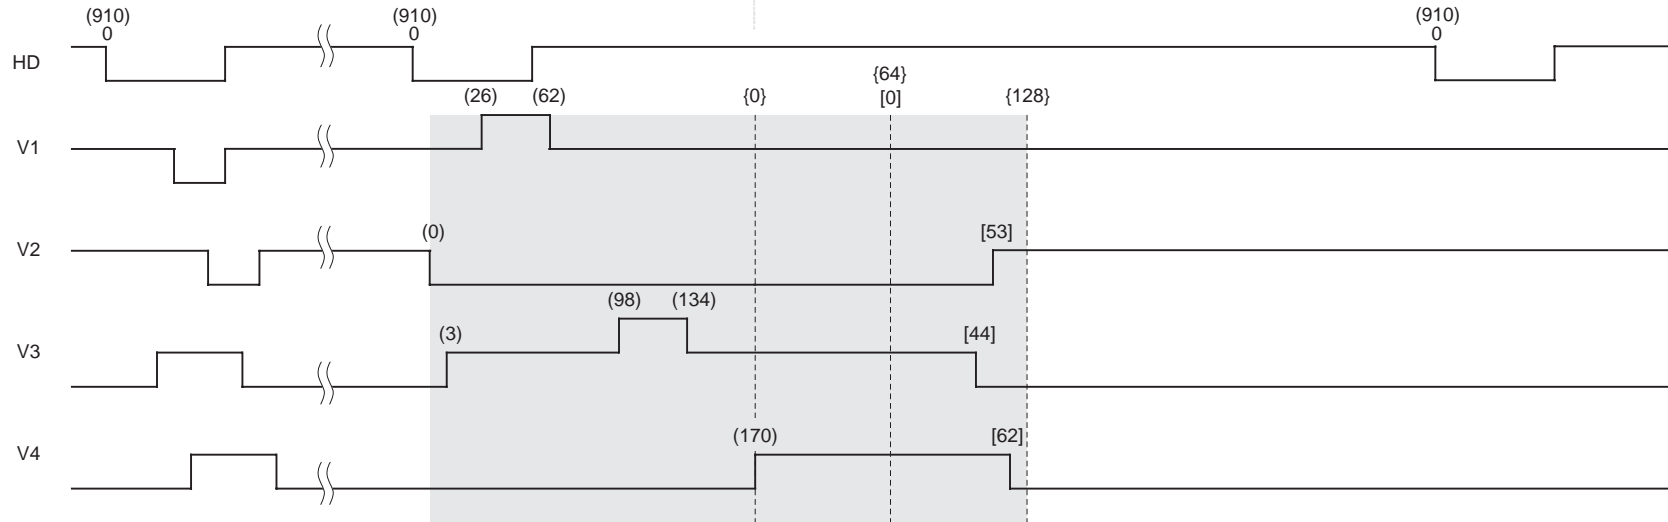 (910) (910) (910)
0 0 0
HD
{64}
(26) (62) {0} [0] {128}
V1
(0) [53]
V2
(98) (134)
(3) [44]
V3
(170) [62]
V4